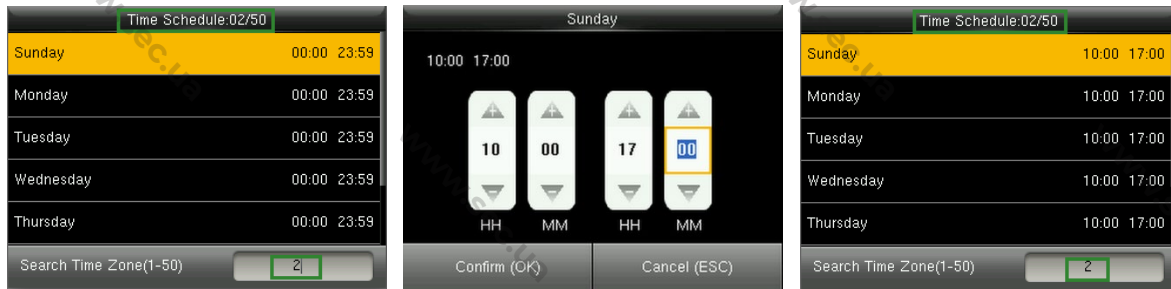 Time Schedule:02/50
Sunday 00:00 23:59
Monday 00:00 23:59
Tuesday 00:00 23:59
Wednesday 00:00 23:59
Thursday 00:00 23:59
Search Time Zone(1-50) 2
Sunday
10:00 17:00
10 00 17 00
HH MM HH MM
Confirm (OK) Cancel (ESC)
Time Schedule:02/50
Sunday 10:00 17:00
Monday 10:00 17:00
Tuesday 10:00 17:00
Wednesday 10:00 17:00
Thursday 10:00 17:00
Search Time Zone(1-50) 2